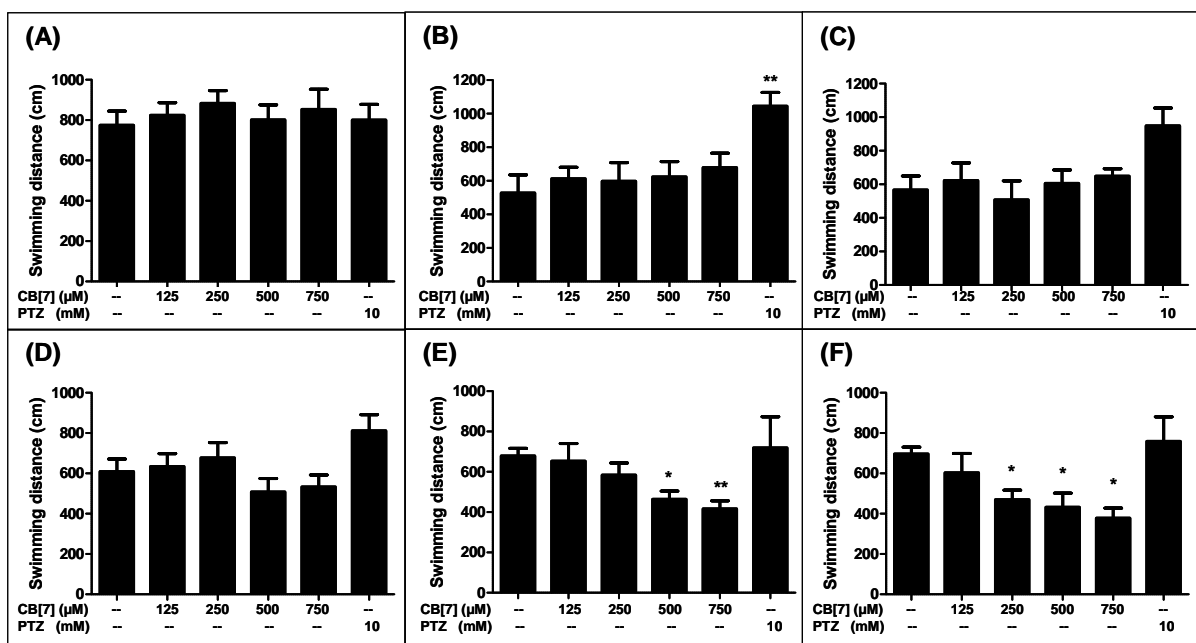 (A)
Swimming distance (cm)
1000
800
600
400
200
0
CB[7] (μM) -- 125 250 500 750 --
PTZ (mM) -- -- -- -- -- 10
(B)
Swimming distance (cm)
1200
1000
800
600
400
200
0
**
CB[7] (μM) -- 125 250 500 750 --
PTZ (mM) -- -- -- -- -- 10
(C)
Swimming distance (cm)
1200
1000
800
600
400
200
0
CB[7] (μM) -- 125 250 500 750 --
PTZ (mM) -- -- -- -- -- 10
(D)
Swimming distance (cm)
1000
800
600
400
200
0
CB[7] (μM) -- 125 250 500 750 --
PTZ (mM) -- -- -- -- -- 10
(E)
Swimming distance (cm)
1000
800
600
400
200
0
* **
CB[7] (μM) -- 125 250 500 750 --
PTZ (mM) -- -- -- -- -- 10
(F)
Swimming distance (cm)
1000
800
600
400
200
0
* * *
CB[7] (μM) -- 125 250 500 750 --
PTZ (mM) -- -- -- -- -- 10